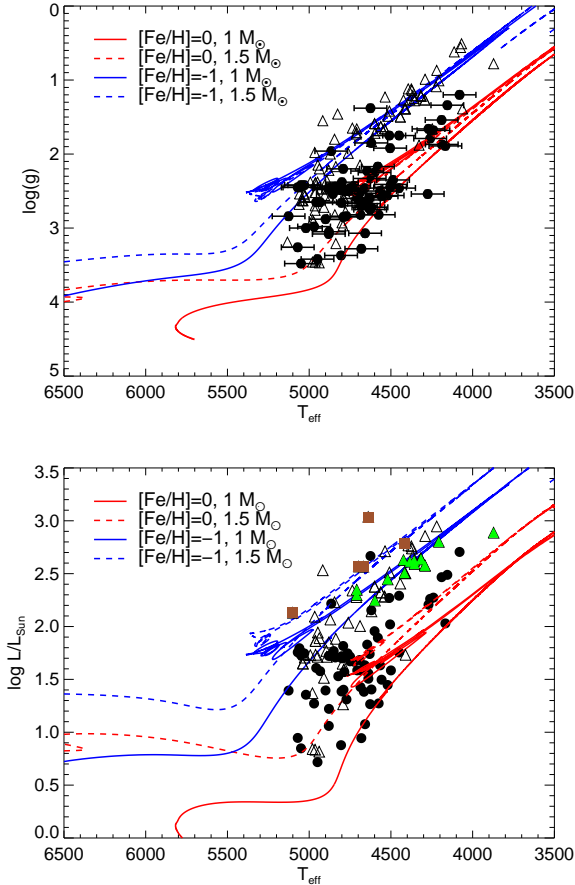 0
[Fe/H]=0, 1 M⊙
[Fe/H]=0, 1.5 M⊙
[Fe/H]=-1, 1 M⊙
[Fe/H]=-1, 1.5 M⊙
1
2
log(g)
3
4
5
6500 6000 5500 5000 4500 4000 3500
Teff
3.5
[Fe/H]=0, 1 M⊙
[Fe/H]=0, 1.5 M⊙
[Fe/H]=−1, 1 M⊙
[Fe/H]=−1, 1.5 M⊙
3.0
2.5
2.0
log L/LSun
1.5
1.0
0.5
0.0
6500 6000 5500 5000 4500 4000 3500
Teff